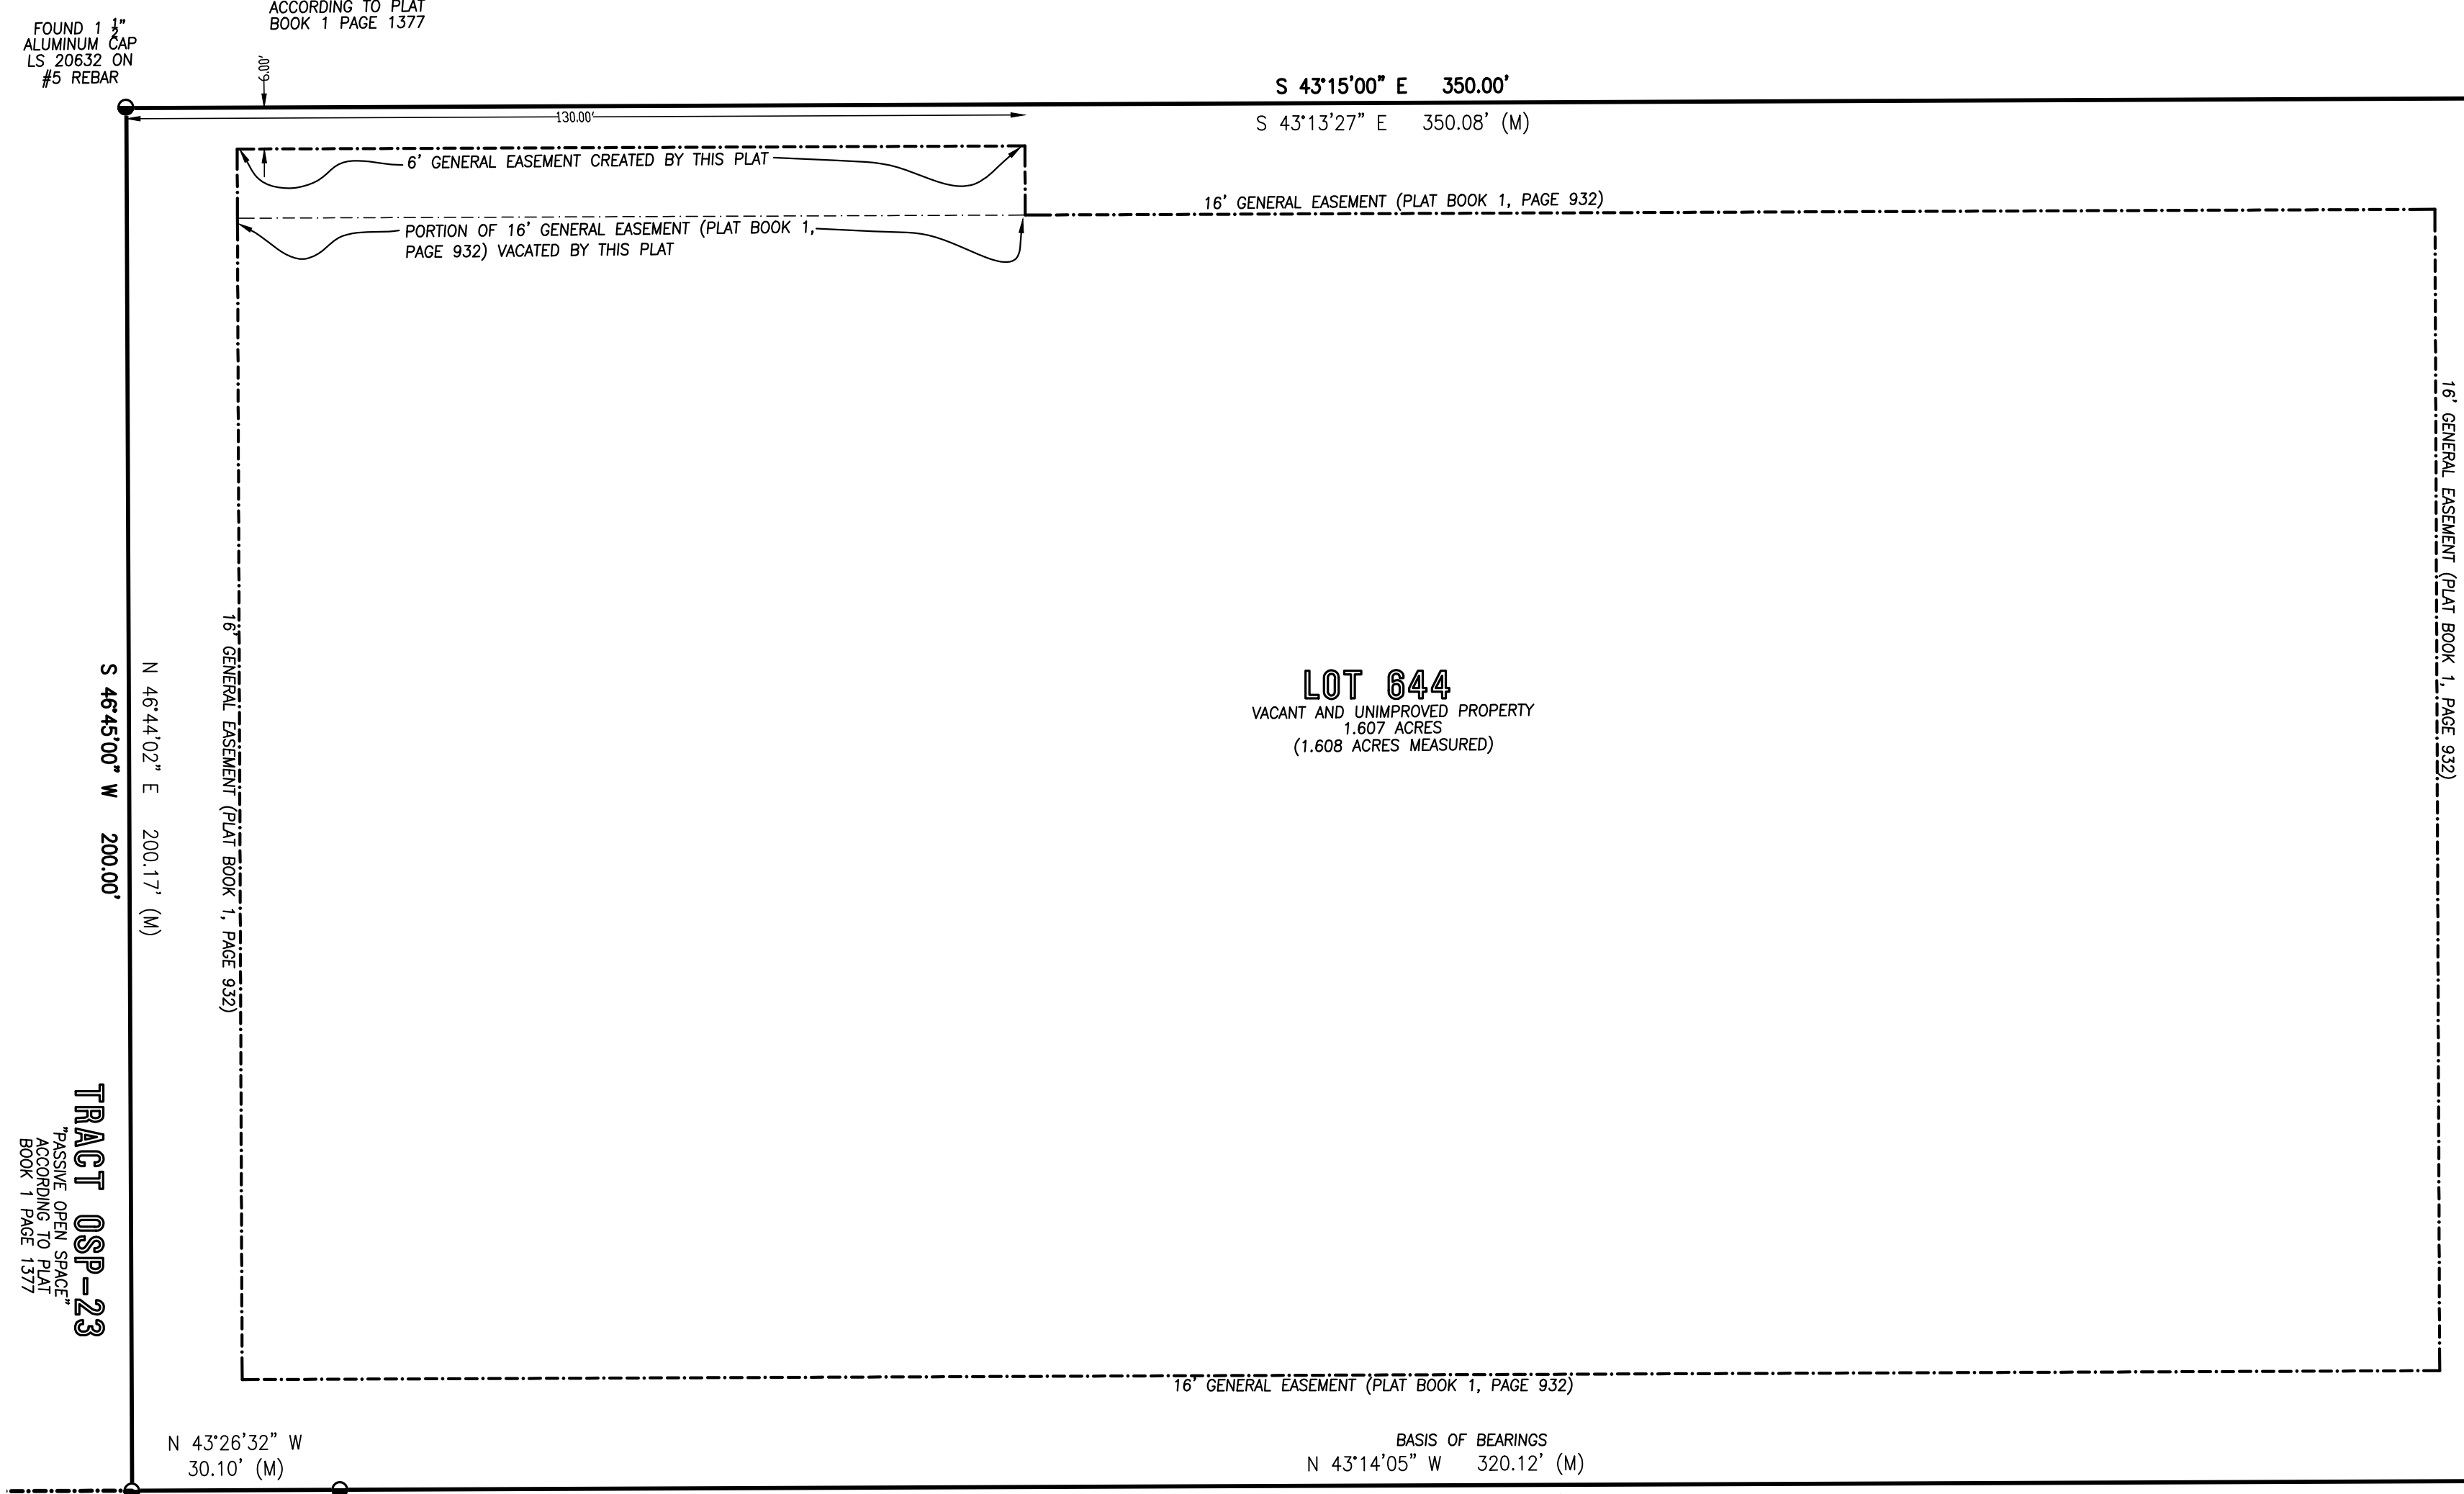 ACCORDING TO PLAT
BOOK 1 PAGE 1377
FOUND 1 1/2"
ALUMINUM CAP
LS 20632 ON
#5 REBAR
6.00'
S 43°15'00" E 350.00'
130.00'
S 43°13'27" E 350.08' (M)
6' GENERAL EASEMENT CREATED BY THIS PLAT
16' GENERAL EASEMENT (PLAT BOOK 1, PAGE 932)
PORTION OF 16' GENERAL EASEMENT (PLAT BOOK 1,
PAGE 932) VACATED BY THIS PLAT
16' GENERAL EASEMENT (PLAT BOOK 1, PAGE 932)
16' GENERAL EASEMENT (PLAT BOOK 1, PAGE 932)
N 46°44'02" E 200.17' (M)
S 46°45'00" W 200.00'
LOT 644
VACANT AND UNIMPROVED PROPERTY
1.607 ACRES
(1.608 ACRES MEASURED)
TRACT OSP-23
"PASSIVE OPEN SPACE"
ACCORDING TO PLAT
BOOK 1 PAGE 1377
16' GENERAL EASEMENT (PLAT BOOK 1, PAGE 932)
N 43°26'32" W
30.10' (M)
BASIS OF BEARINGS
N 43°14'05" W 320.12' (M)